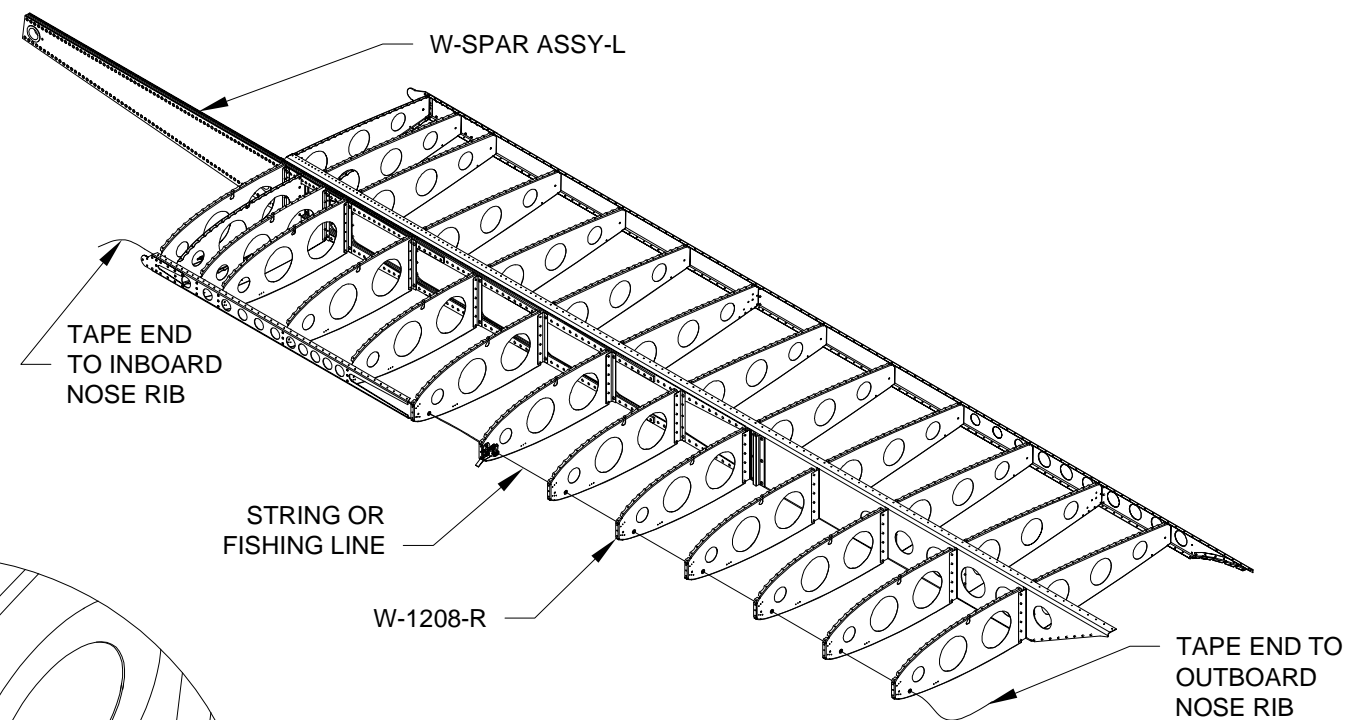 W-SPAR ASSY-L
TAPE END
TO INBOARD
NOSE RIB
STRING OR
FISHING LINE
W-1208-R
TAPE END TO
OUTBOARD
NOSE RIB